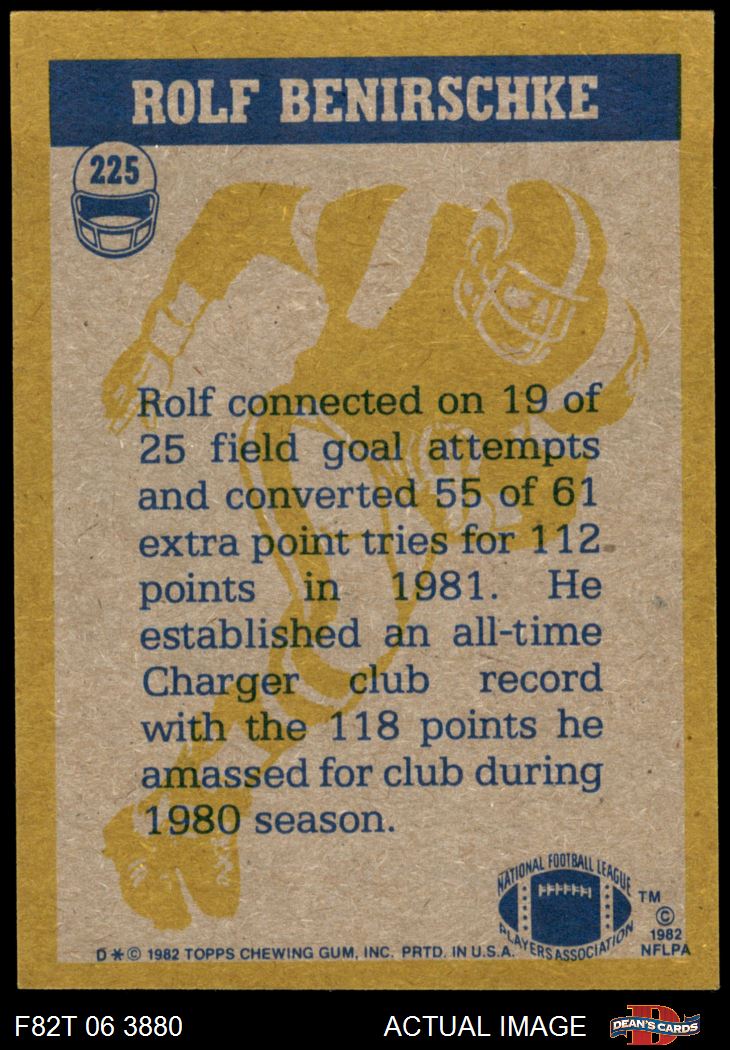 ROLF BENIRSCHKE
225
Rolf connected on 19 of
25 field goal attempts
and converted 55 of 61
extra point tries for 112
points in 1981. He
established an all-time
Charger club record
with the 118 points he
amassed for club during
1980 season.
NATIONAL FOOTBALL LEAGUE
PLAYERS ASSOCIATION
TM
©
1982
NFLPA
D*© 1982 TOPPS CHEWING GUM, INC. PRTD. IN U.S.A.
F82T 06 3880
ACTUAL IMAGE
D
DEAN'S CARDS